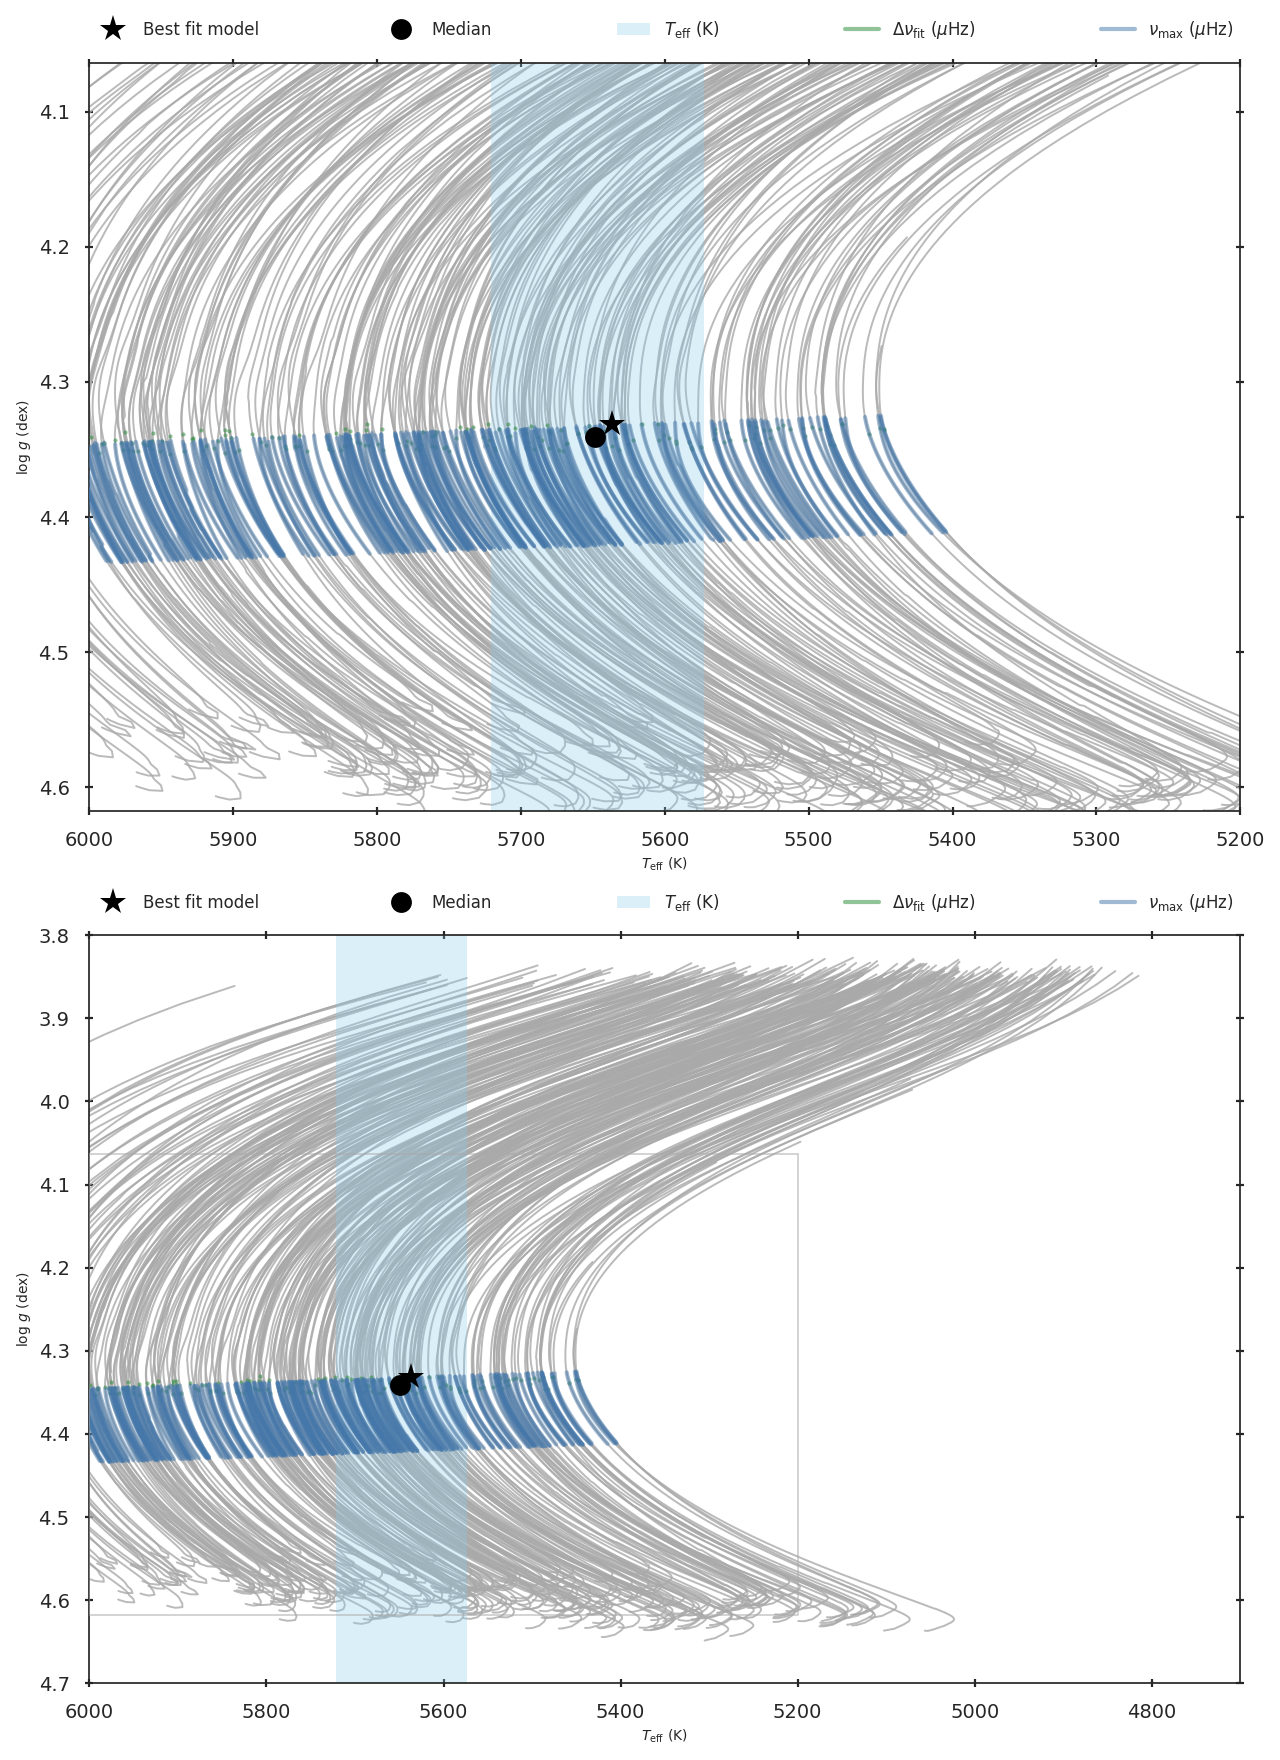 Best fit model Median T_eff (K) Δν_fit (μHz) ν_max (μHz)
4.1
4.2
4.3
4.4
4.5
4.6
log g (dex)
6000 5900 5800 5700 5600 5500 5400 5300 5200
T_eff (K)
Best fit model Median T_eff (K) Δν_fit (μHz) ν_max (μHz)
3.8
3.9
4.0
4.1
4.2
4.3
4.4
4.5
4.6
4.7
log g (dex)
6000 5800 5600 5400 5200 5000 4800
T_eff (K)